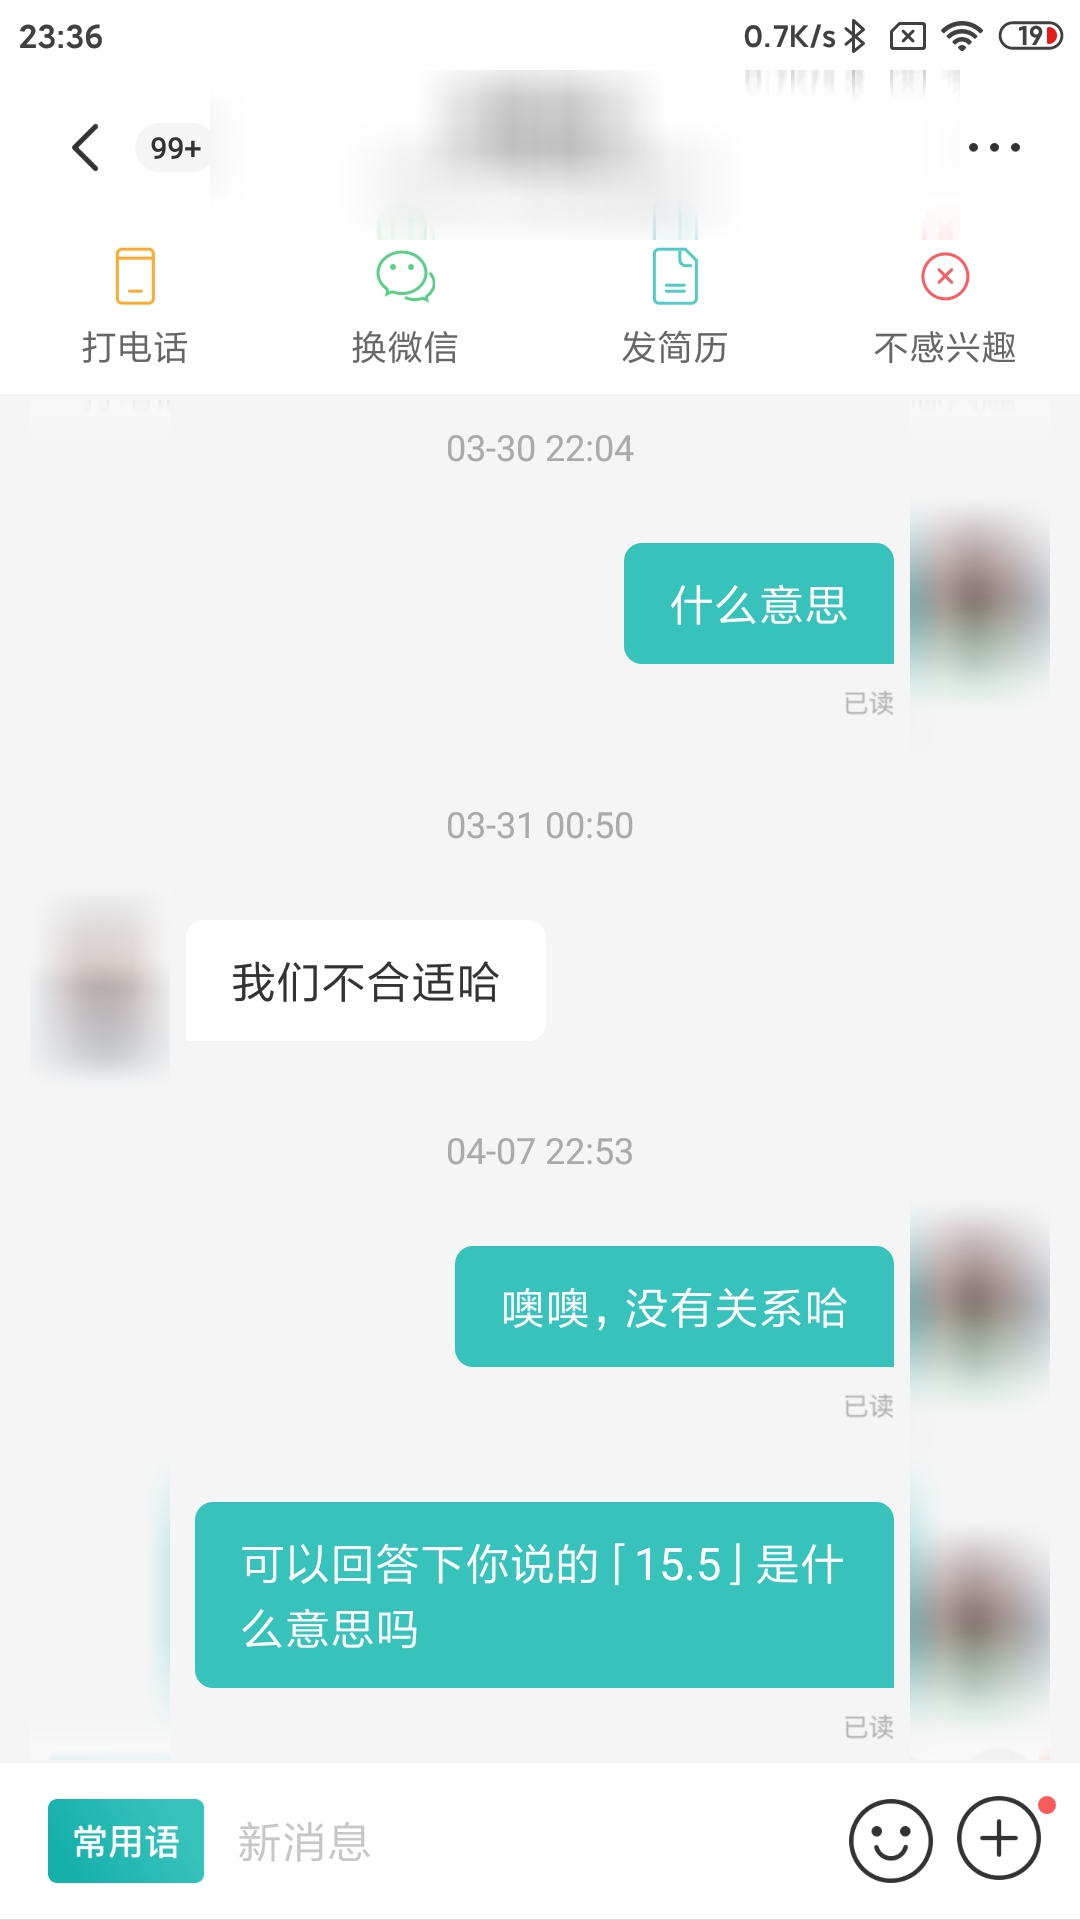 23:36
0.7K/s
19
99+
打电话
换微信
发简历
不感兴趣
03-30 22:04
什么意思
已读
03-31 00:50
我们不合适哈
04-07 22:53
噢噢，没有关系哈
已读
可以回答下你说的「15.5」是什
么意思吗
已读
常用语
新消息